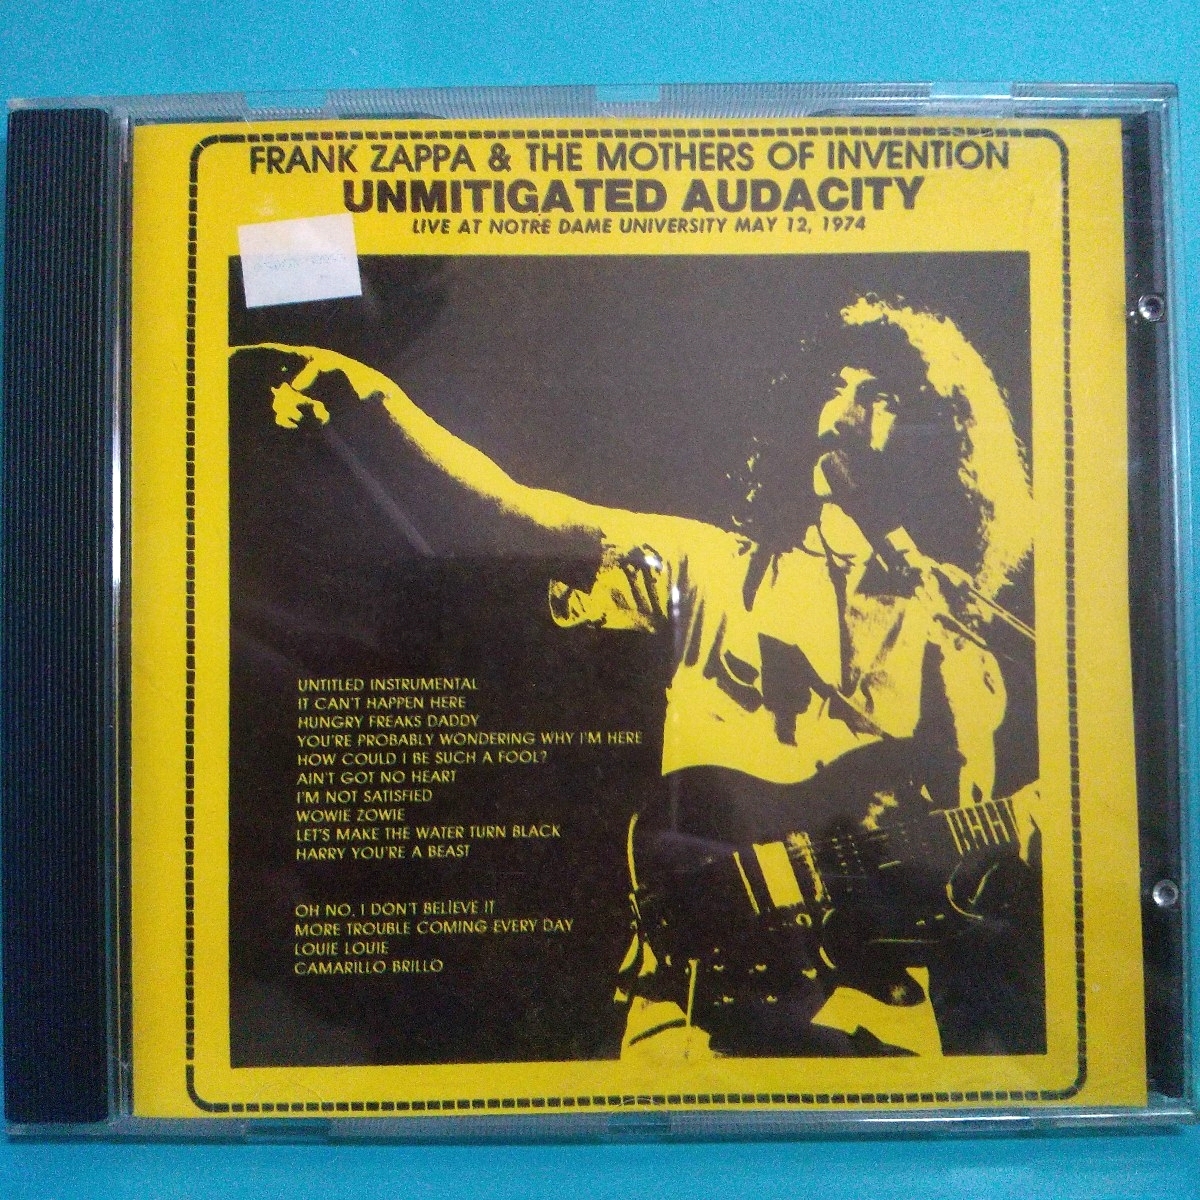 FRANK ZAPPA & THE MOTHERS OF INVENTION
UNMITIGATED AUDACITY
LIVE AT NOTRE DAME UNIVERSITY MAY 12, 1974
UNTITLED INSTRUMENTAL
IT CAN'T HAPPEN HERE
HUNGRY FREAKS DADDY
YOU'RE PROBABLY WONDERING WHY I'M HERE
HOW COULD I BE SUCH A FOOL?
AIN'T GOT NO HEART
I'M NOT SATISFIED
WOWIE ZOWIE
LET'S MAKE THE WATER TURN BLACK
HARRY YOU'RE A BEAST
OH NO, I DON'T BELIEVE IT
MORE TROUBLE COMING EVERY DAY
LOUIE LOUIE
CAMARILLO BRILLO